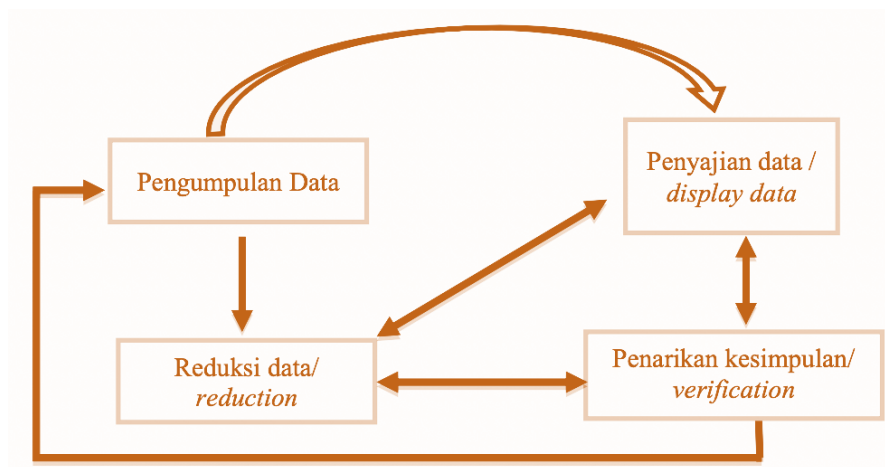 Pengumpulan Data
Penyajian data /
display data
Reduksi data/
reduction
Penarikan kesimpulan/
verification